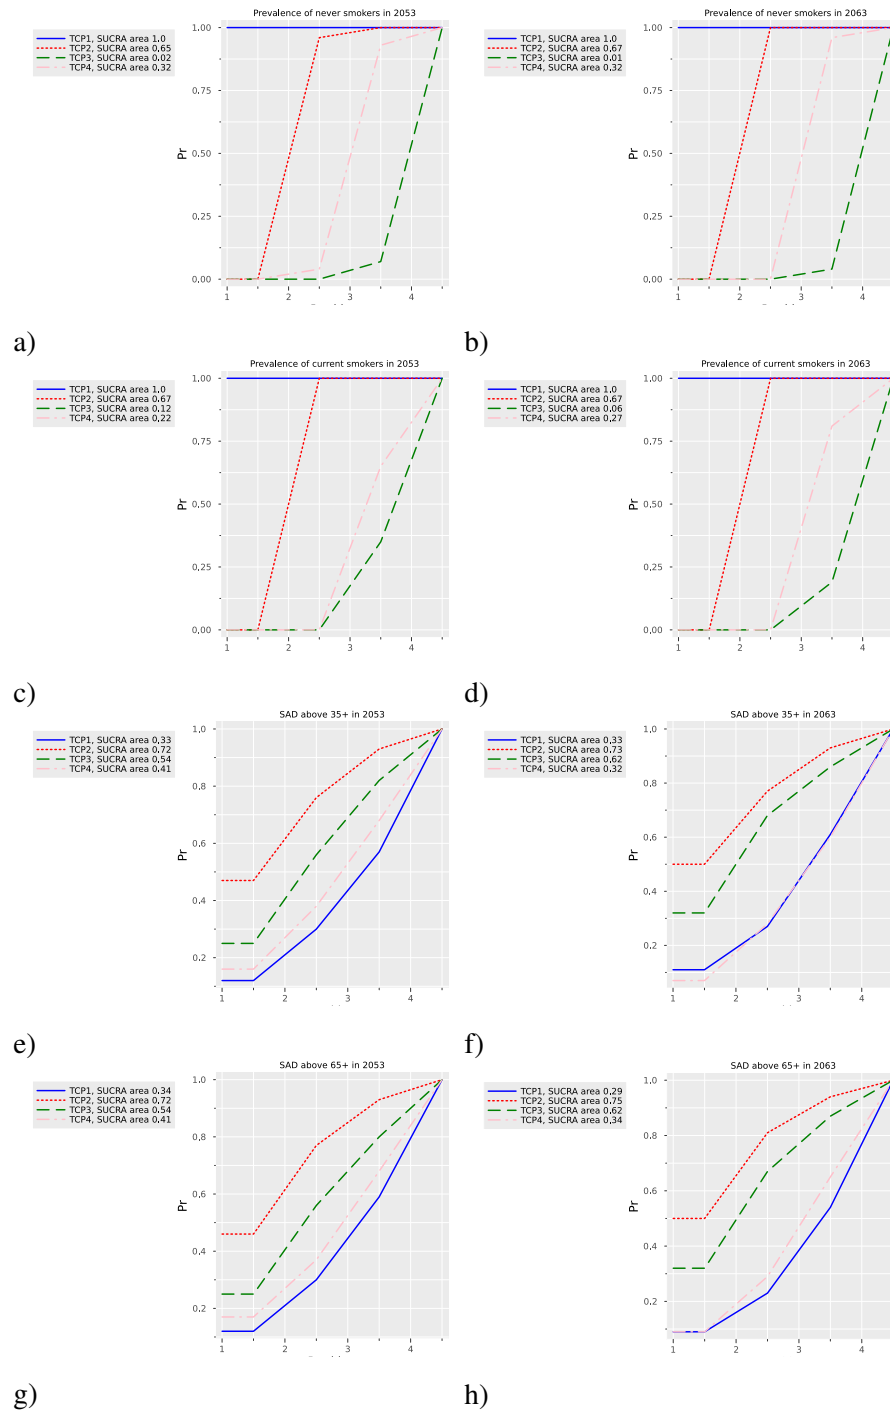 Prevalence of never smokers in 2053
TCP1, SUCRA area 1,0
TCP2, SUCRA area 0,65
TCP3, SUCRA area 0,02
TCP4, SUCRA area 0,32
1,00
0,75
0,50
0,25
0,00
Pr
1 2 3 4
a)
Prevalence of never smokers in 2063
TCP1, SUCRA area 1,0
TCP2, SUCRA area 0,67
TCP3, SUCRA area 0,01
TCP4, SUCRA area 0,32
1,00
0,75
0,50
0,25
0,00
Pr
1 2 3 4
b)
Prevalence of current smokers in 2053
TCP1, SUCRA area 1,0
TCP2, SUCRA area 0,67
TCP3, SUCRA area 0,12
TCP4, SUCRA area 0,22
1,00
0,75
0,50
0,25
0,00
Pr
1 2 3 4
c)
Prevalence of current smokers in 2063
TCP1, SUCRA area 1,0
TCP2, SUCRA area 0,67
TCP3, SUCRA area 0,06
TCP4, SUCRA area 0,27
1,00
0,75
0,50
0,25
0,00
Pr
1 2 3 4
d)
SAD above 35+ in 2053
TCP1, SUCRA area 0,33
TCP2, SUCRA area 0,72
TCP3, SUCRA area 0,54
TCP4, SUCRA area 0,41
1,0
0,8
0,6
0,4
0,2
Pr
1 2 3 4
e)
SAD above 35+ in 2063
TCP1, SUCRA area 0,33
TCP2, SUCRA area 0,73
TCP3, SUCRA area 0,62
TCP4, SUCRA area 0,32
1,0
0,8
0,6
0,4
0,2
Pr
1 2 3 4
f)
SAD above 65+ in 2053
TCP1, SUCRA area 0,34
TCP2, SUCRA area 0,72
TCP3, SUCRA area 0,54
TCP4, SUCRA area 0,41
1,0
0,8
0,6
0,4
0,2
Pr
1 2 3 4
g)
SAD above 65+ in 2063
TCP1, SUCRA area 0,29
TCP2, SUCRA area 0,75
TCP3, SUCRA area 0,62
TCP4, SUCRA area 0,34
1,0
0,8
0,6
0,4
0,2
Pr
1 2 3 4
h)